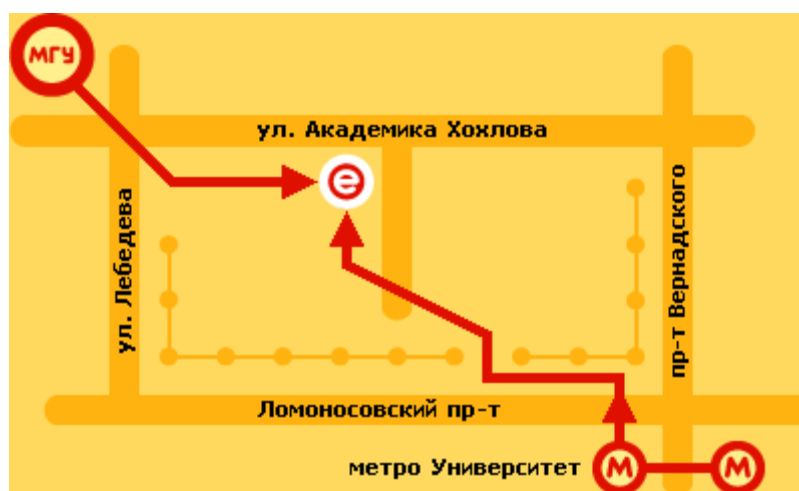 МГУ
ул. Академика Хохлова
e
ул. Лебедева
пр-т Вернадского
Ломоносовский пр-т
метро Университет
М
М